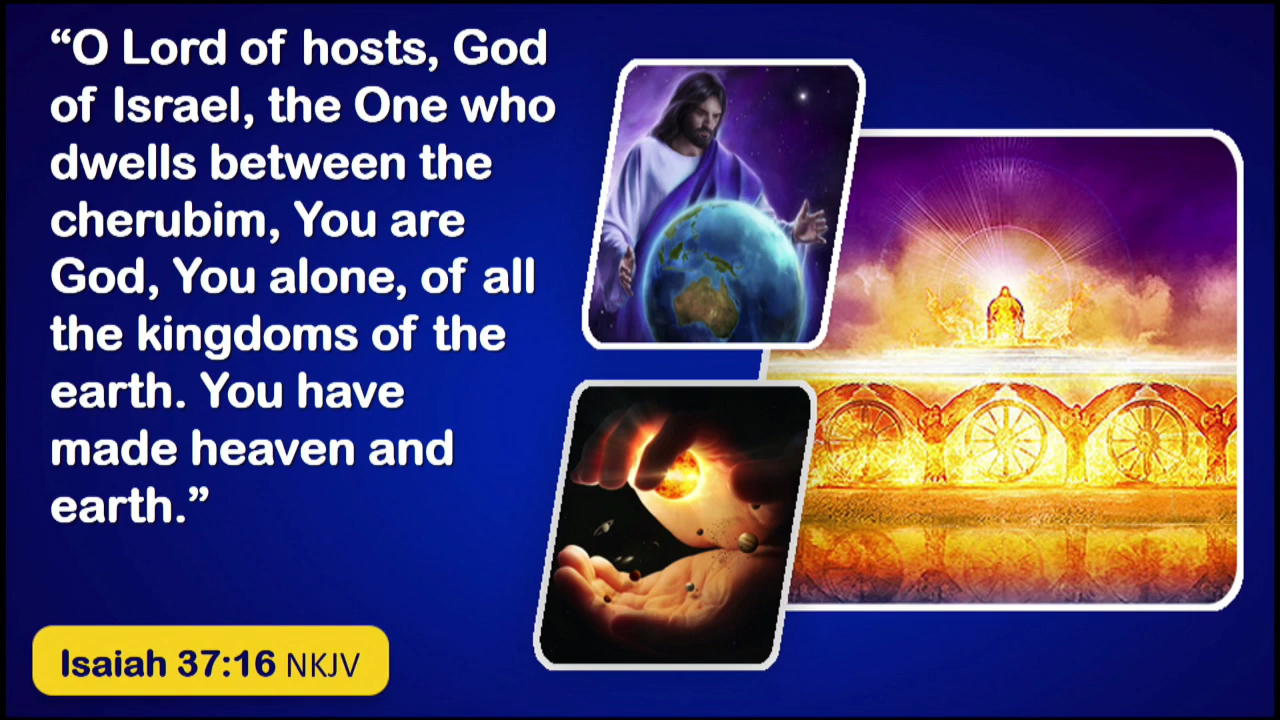 “O Lord of hosts, God
of Israel, the One who
dwells between the
cherubim, You are
God, You alone, of all
the kingdoms of the
earth. You have
made heaven and
earth.”
Isaiah 37:16 NKJV